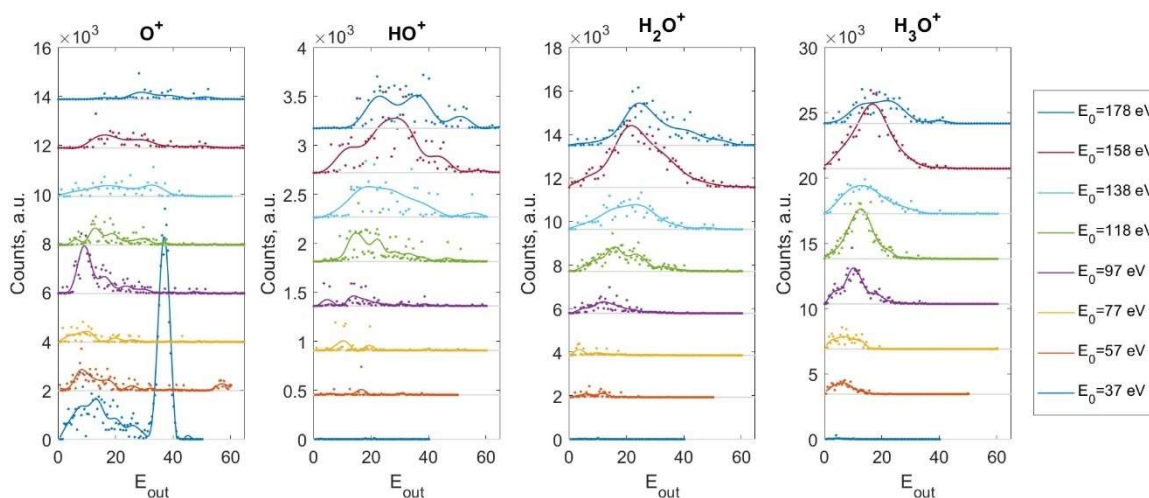 ×10³ O⁺
16
14
12
10
8
6
4
2
0
Counts, a.u.
0 20 40 60
E_out
×10³ HO⁺
4
3.5
3
2.5
2
1.5
1
0.5
0
Counts, a.u.
0 20 40 60
E_out
×10³ H₂O⁺
18
16
14
12
10
8
6
4
2
0
Counts, a.u.
0 20 40 60
E_out
×10³ H₃O⁺
30
25
20
15
10
5
0
Counts, a.u.
0 20 40 60
E_out
E₀=178 eV
E₀=158 eV
E₀=138 eV
E₀=118 eV
E₀=97 eV
E₀=77 eV
E₀=57 eV
E₀=37 eV